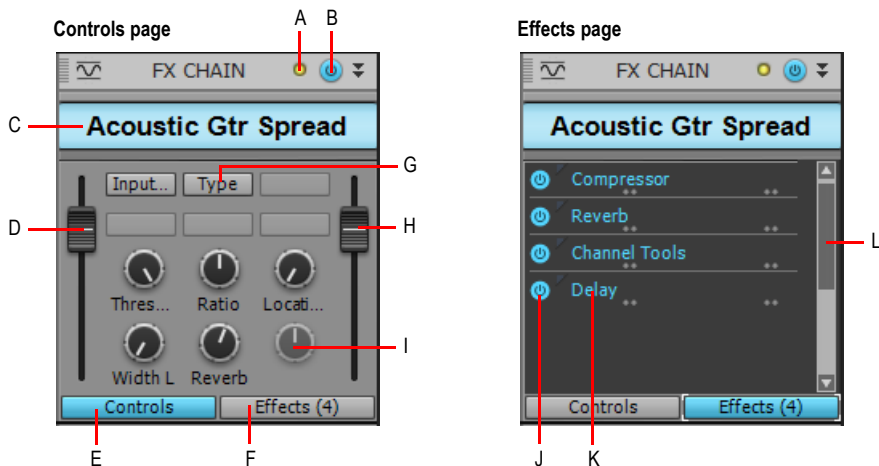 A B
Controls page
Effects page
FX CHAIN
FX CHAIN
C
Acoustic Gtr Spread
Acoustic Gtr Spread
G
Input...
Type
D
H
Thres...
Ratio
Locati...
I
Width L
Reverb
Controls
Effects (4)
E
F
Compressor
Reverb
Channel Tools
Delay
L
Controls
Effects (4)
J
K